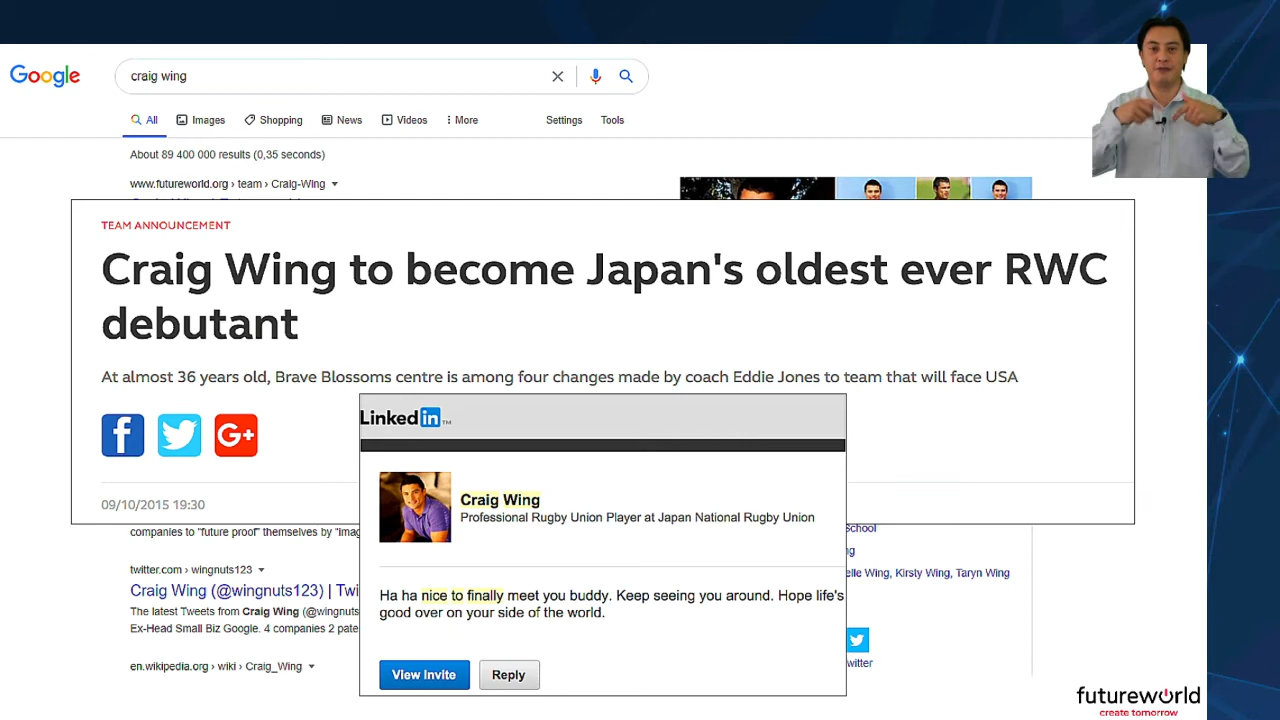 Google
craig wing
All Images Shopping News Videos More Settings Tools
About 89 400 000 results (0,35 seconds)
www.futureworld.org › team › Craig-Wing
TEAM ANNOUNCEMENT
Craig Wing to become Japan's oldest ever RWC
debutant
At almost 36 years old, Brave Blossoms centre is among four changes made by coach Eddie Jones to team that will face USA
f G+
09/10/2015 19:30
LinkedIn™
Craig Wing
Professional Rugby Union Player at Japan National Rugby Union
Ha ha nice to finally meet you buddy. Keep seeing you around. Hope life's
good over on your side of the world.
View Invite Reply
companies to "future proof" themselves by "imag
twitter.com › wingnuts123
Craig Wing (@wingnuts123) | Twi
The latest Tweets from Craig Wing (@wingnuts
Ex-Head Small Biz Google. 4 companies 2 pate
en.wikipedia.org › wiki › Craig_Wing
School
ng
elle Wing, Kirsty Wing, Taryn Wing
witter
futureworld
create tomorrow